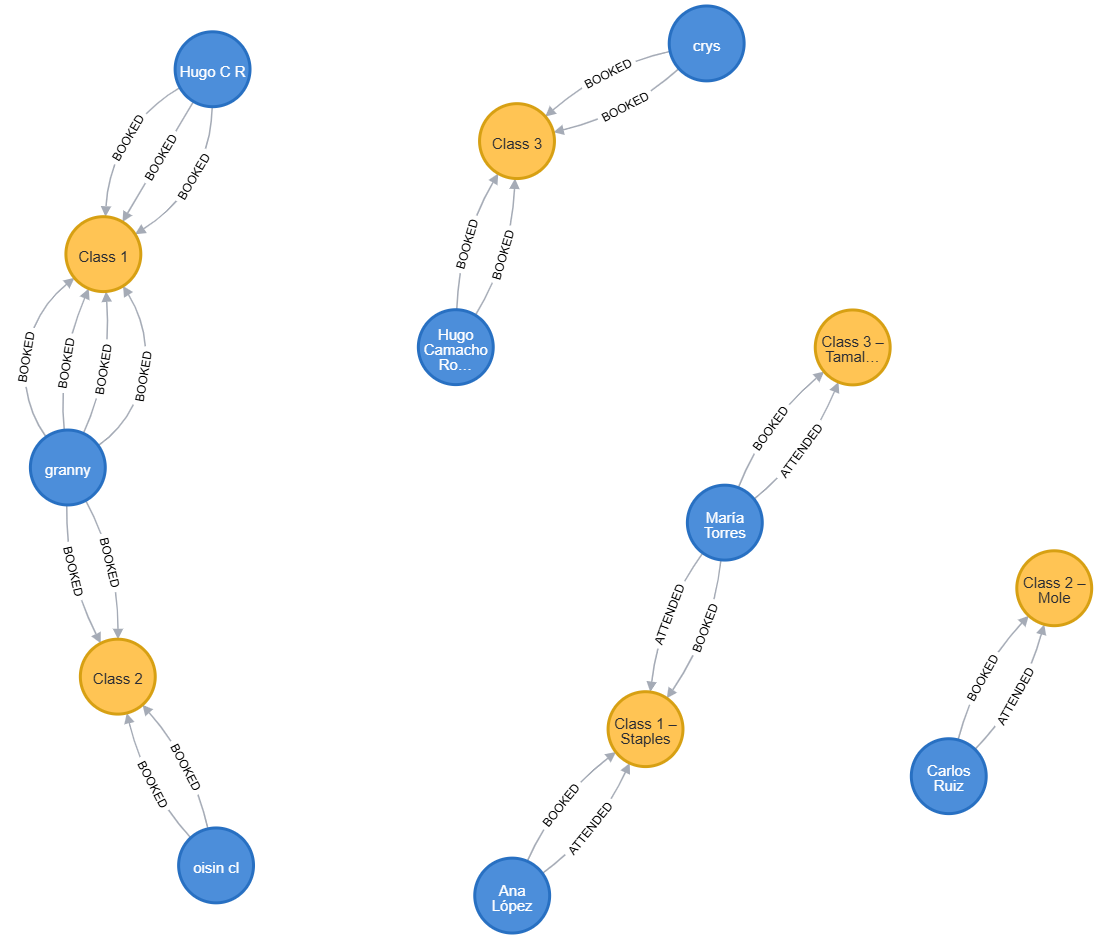 Hugo C R
BOOKED
BOOKED
BOOKED
Class 1
BOOKED
BOOKED
BOOKED
BOOKED
granny
BOOKED
BOOKED
Class 2
BOOKED
BOOKED
oisin cl
crys
BOOKED
BOOKED
Class 3
BOOKED
BOOKED
Hugo
Camacho
Ro…
Class 3 –
Tamal…
BOOKED
ATTENDED
María
Torres
ATTENDED
BOOKED
Class 1 –
Staples
BOOKED
ATTENDED
Ana
López
Class 2 –
Mole
BOOKED
ATTENDED
Carlos
Ruiz